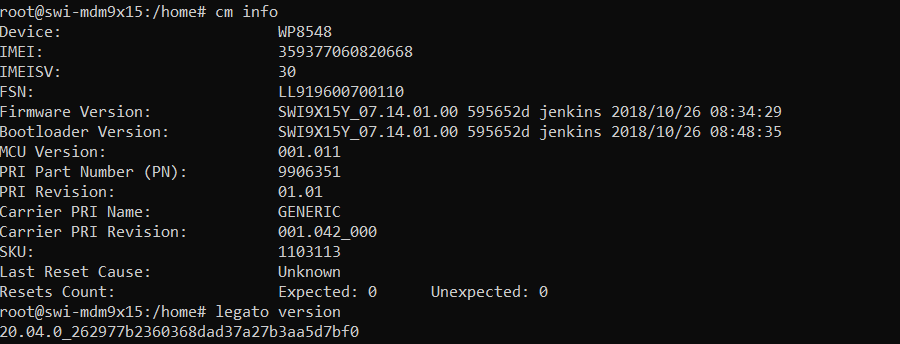 root@swi-mdm9x15:/home# cm info
Device: WP8548
IMEI: 359377060820668
IMEISV: 30
FSN: LL919600700110
Firmware Version: SWI9X15Y_07.14.01.00 595652d jenkins 2018/10/26 08:34:29
Bootloader Version: SWI9X15Y_07.14.01.00 595652d jenkins 2018/10/26 08:48:35
MCU Version: 001.011
PRI Part Number (PN): 9906351
PRI Revision: 01.01
Carrier PRI Name: GENERIC
Carrier PRI Revision: 001.042_000
SKU: 1103113
Last Reset Cause: Unknown
Resets Count: Expected: 0 Unexpected: 0
root@swi-mdm9x15:/home# legato version
20.04.0_262977b2360368dad37a27b3aa5d7bf0